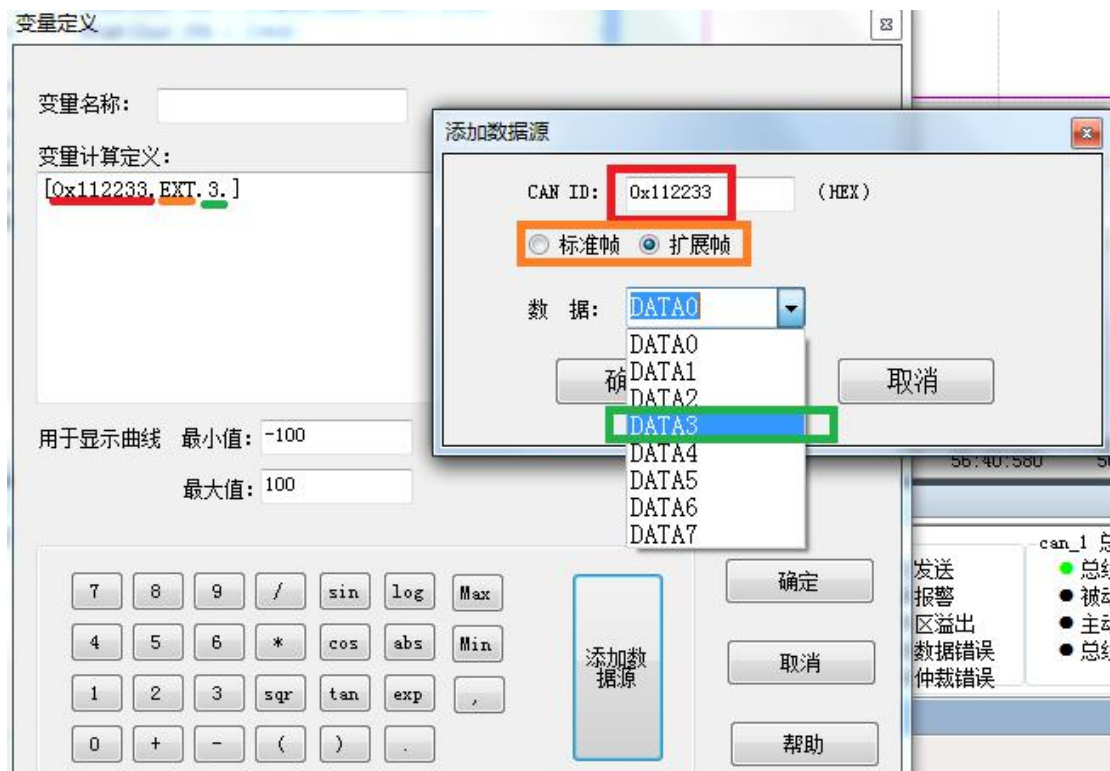 变量定义
变量名称:
变量计算定义:
[0x112233.EXT.3.]
用于显示曲线 最小值: -100
最大值: 100
7 8 9 / sin log Max
4 5 6 * cos abs Min
1 2 3 sqr tan exp ,
0 + - ( ) .
添加数
据源
确定
取消
帮助
添加数据源
CAN ID: 0x112233 (HEX)
标准帧 扩展帧
数 据: DATA0
DATA0
DATA1
DATA2
DATA3
DATA4
DATA5
DATA6
DATA7
取消
56:40:580
can_1
发送
报警
区溢出
数据错误
仲裁错误